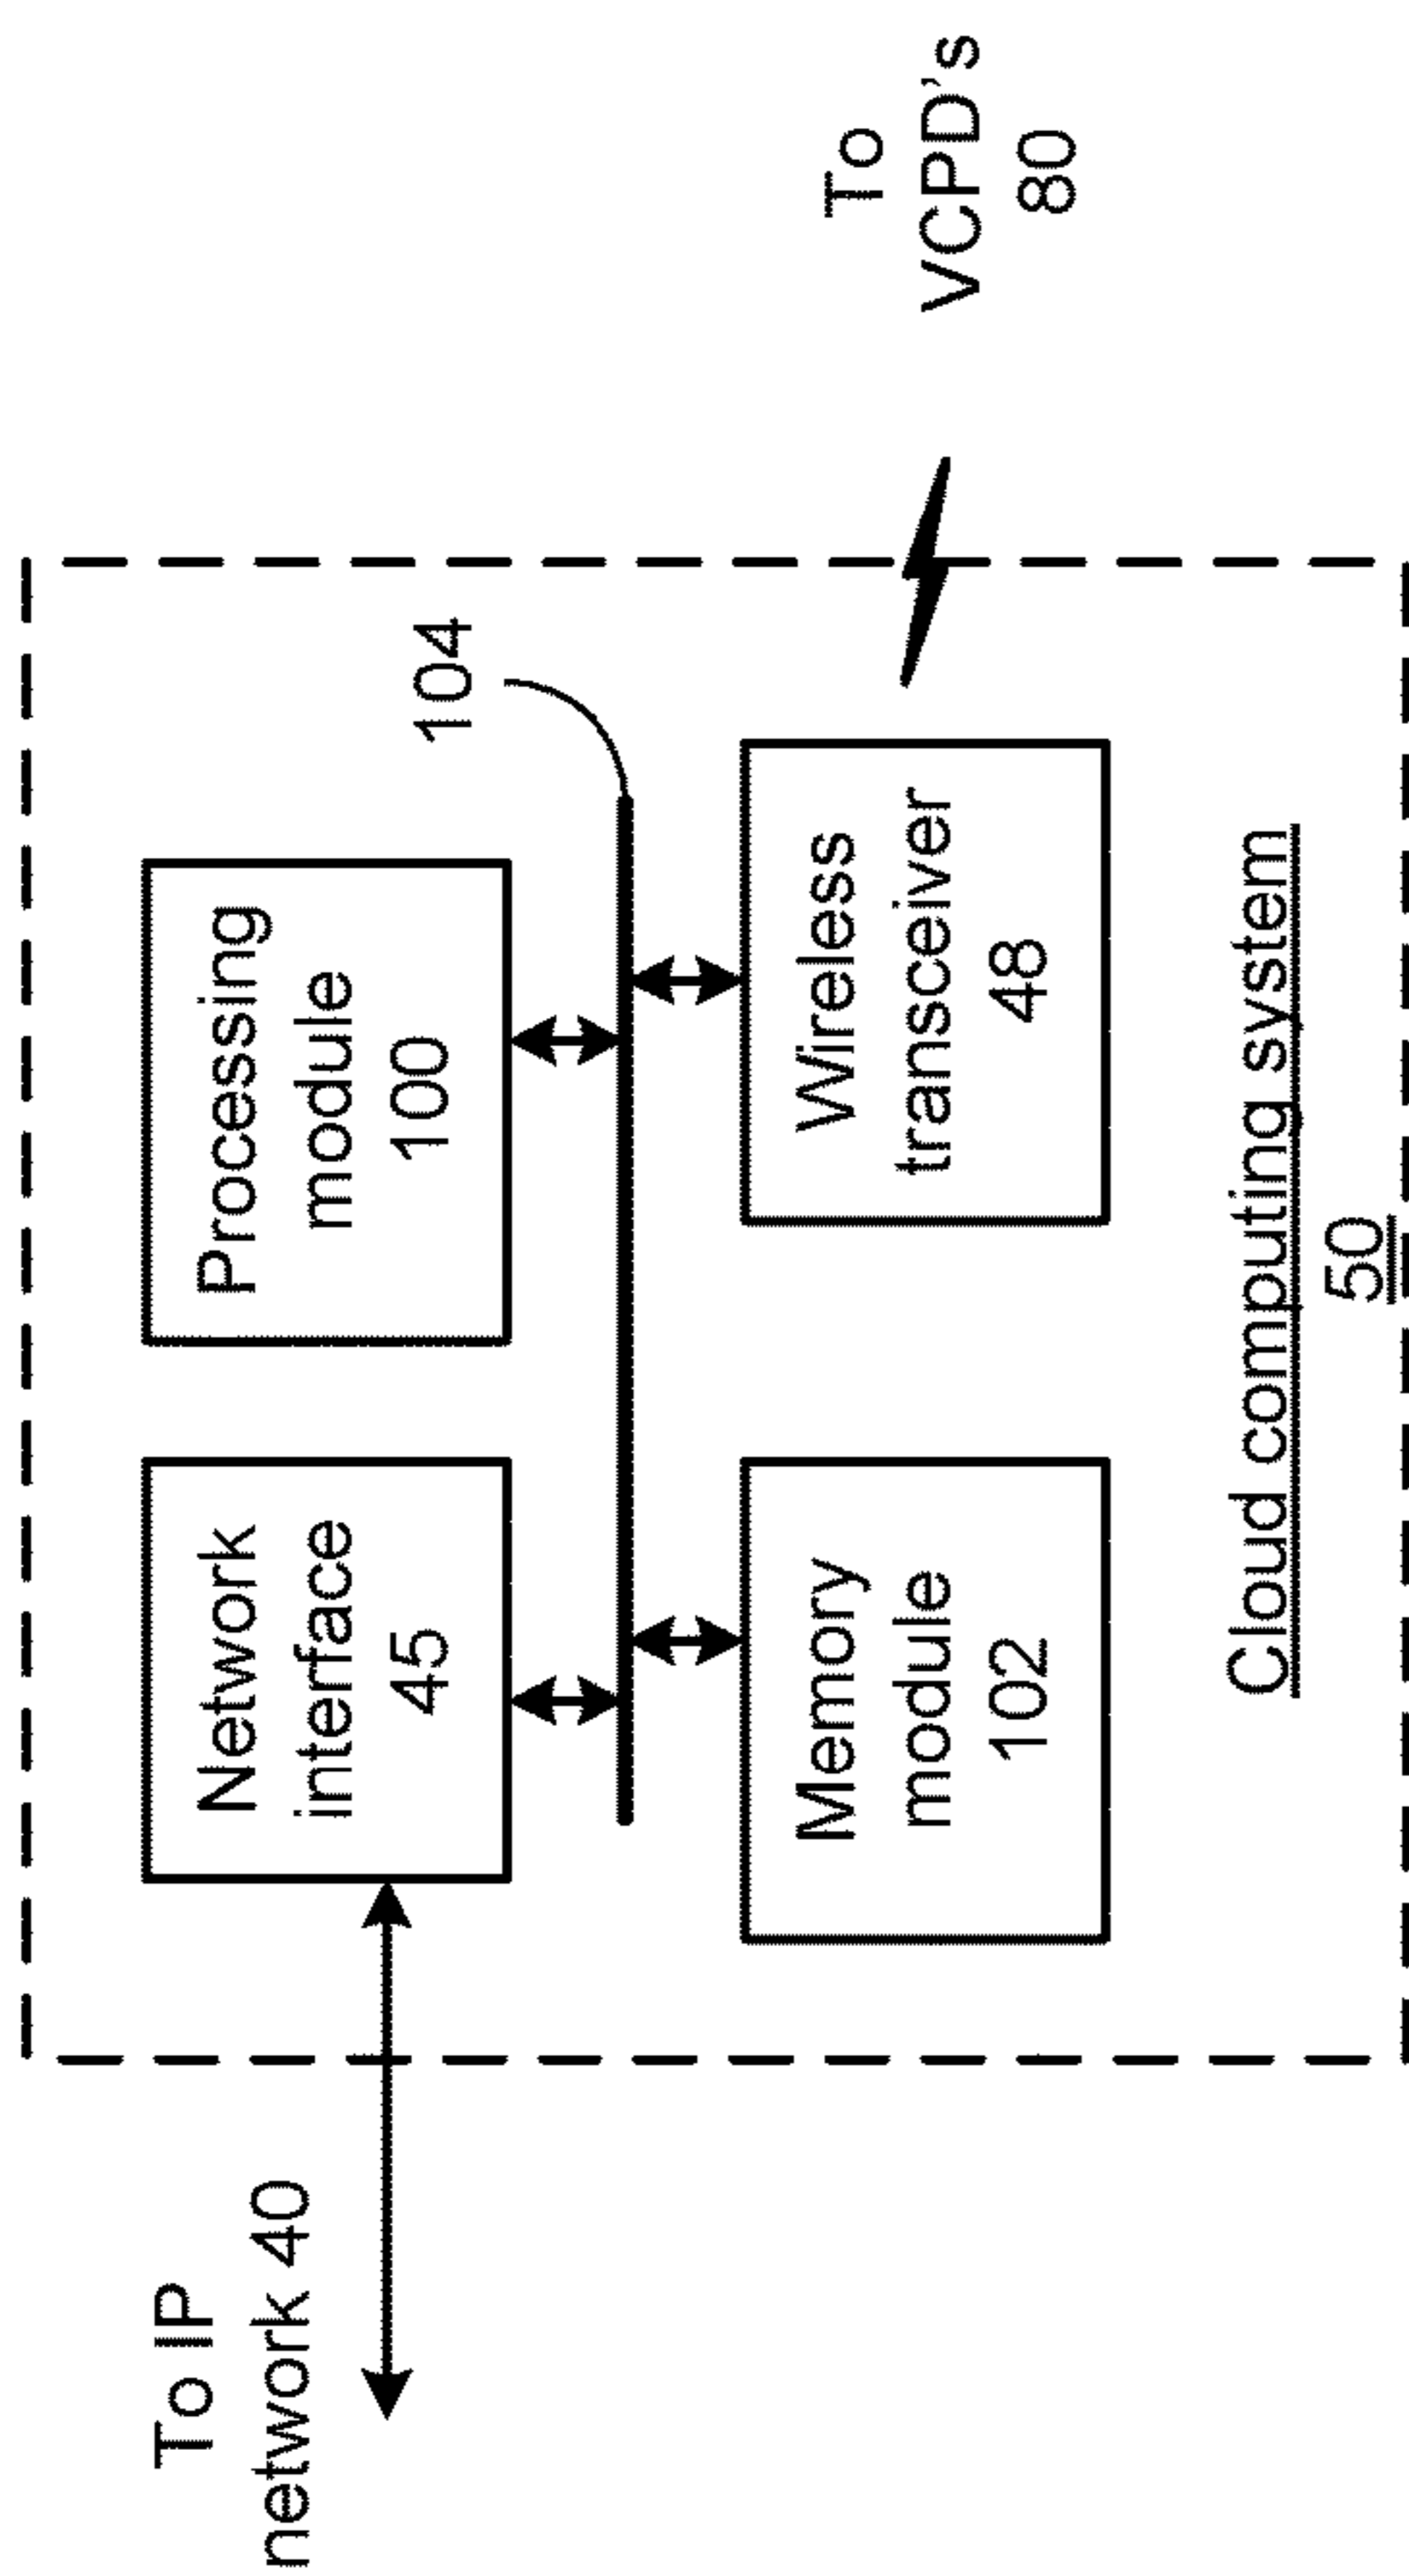 To IP
network 40
Network
interface
45
Processing
module
100
104
Memory
module
102
Wireless
transceiver
48
To
VCPD's
80
Cloud computing system
50